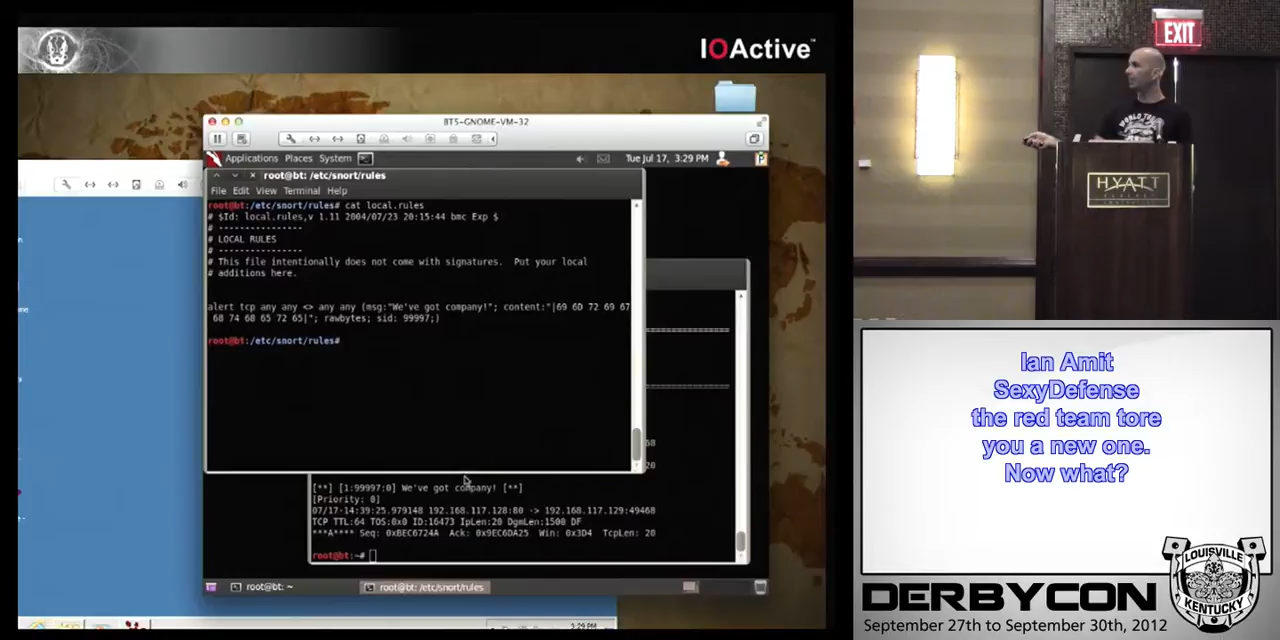 IOActive™
BT5-GNOME-VM-32
Applications Places System
Tue Jul 17, 3:29 PM
root@bt: /etc/snort/rules
File Edit View Terminal Help
root@bt:/etc/snort/rules# cat local.rules
# $Id: local.rules,v 1.11 2004/07/23 20:15:44 bmc Exp $
# ----------------
# LOCAL RULES
# ----------------
# This file intentionally does not come with signatures.  Put your local
# additions here.
alert tcp any any <> any any (msg:"We've got company!"; content:"|69 6D 72 69 67
68 74 68 65 72 65|"; rawbytes; sid: 99997;)
root@bt:/etc/snort/rules#
[**] [1:99997:0] We've got company! [**]
[Priority: 0]
07/17-14:39:25.979148 192.168.117.128:80 -> 192.168.117.129:49468
TCP TTL:64 TOS:0x0 ID:16473 IpLen:20 DgmLen:1500 DF
***A**** Seq: 0xBEC6724A  Ack: 0x9EC6DA25  Win: 0x3D4  TcpLen: 20
root@bt:~#
root@bt: ~
root@bt: /etc/snort/rules
3:29 PM
EXIT
WORLD
HYATT
Ian Amit
SexyDefense
the red team tore
you a new one.
Now what?
DERBYCON
September 27th to September 30th, 2012
LOUISVILLE
KENTUCKY